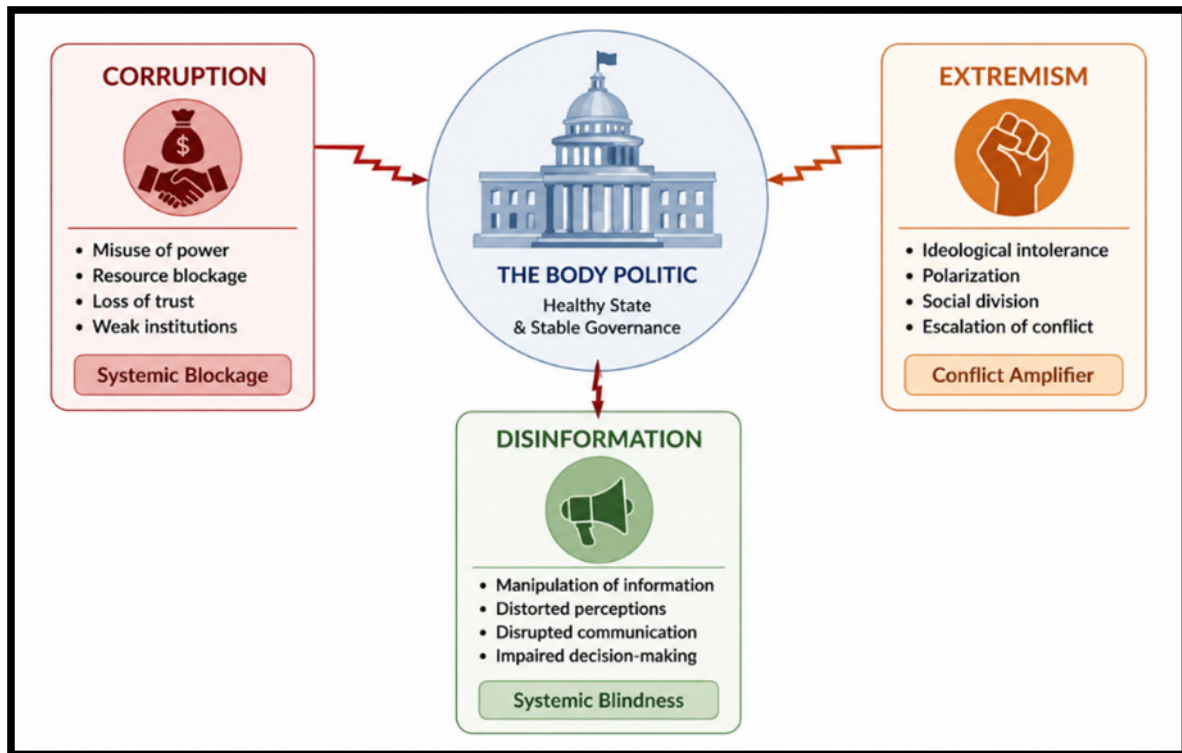 CORRUPTION
$
• Misuse of power
• Resource blockage
• Loss of trust
• Weak institutions
Systemic Blockage
THE BODY POLITIC
Healthy State
& Stable Governance
EXTREMISM
• Ideological intolerance
• Polarization
• Social division
• Escalation of conflict
Conflict Amplifier
DISINFORMATION
• Manipulation of information
• Distorted perceptions
• Disrupted communication
• Impaired decision-making
Systemic Blindness